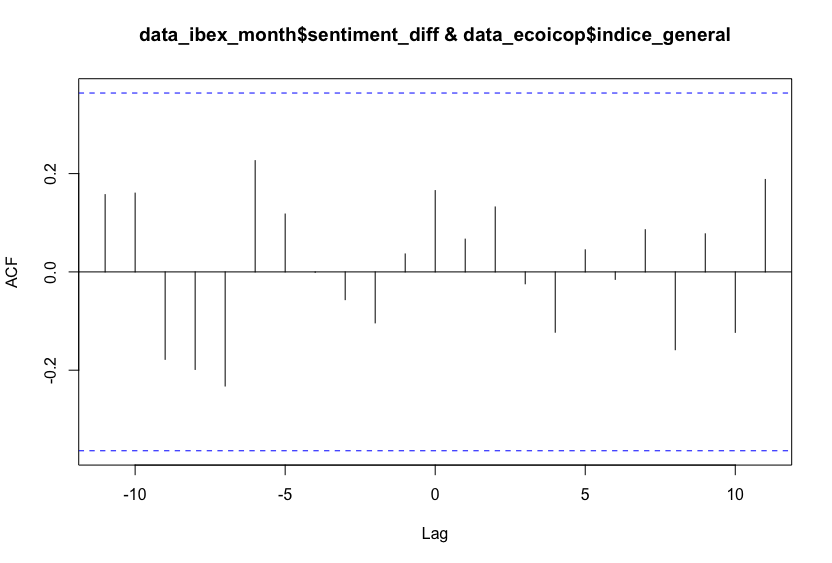 data_ibex_month$sentiment_diff & data_ecoicop$indice_general
ACF
0.2
0.0
-0.2
-10 -5 0 5 10
Lag